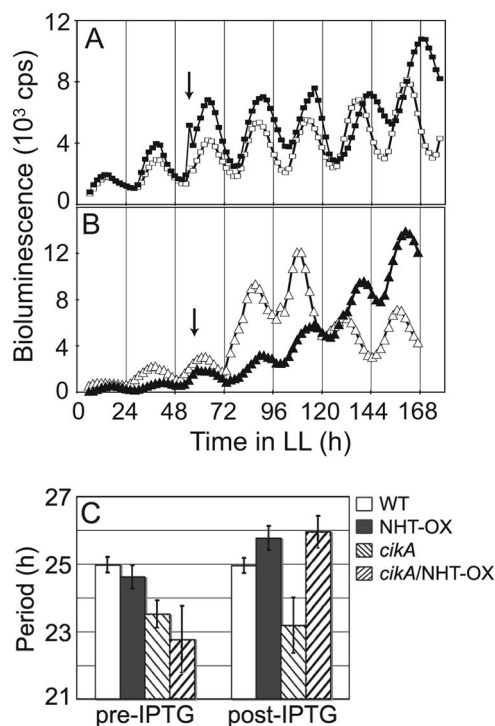 A
12
8
4
0
Bioluminescence (10³ cps)
B
12
8
4
0
0 24 48 72 96 120 144 168
Time in LL (h)
C
WT
NHT-OX
cikA
cikA/NHT-OX
27
25
23
21
Period (h)
pre-IPTG post-IPTG